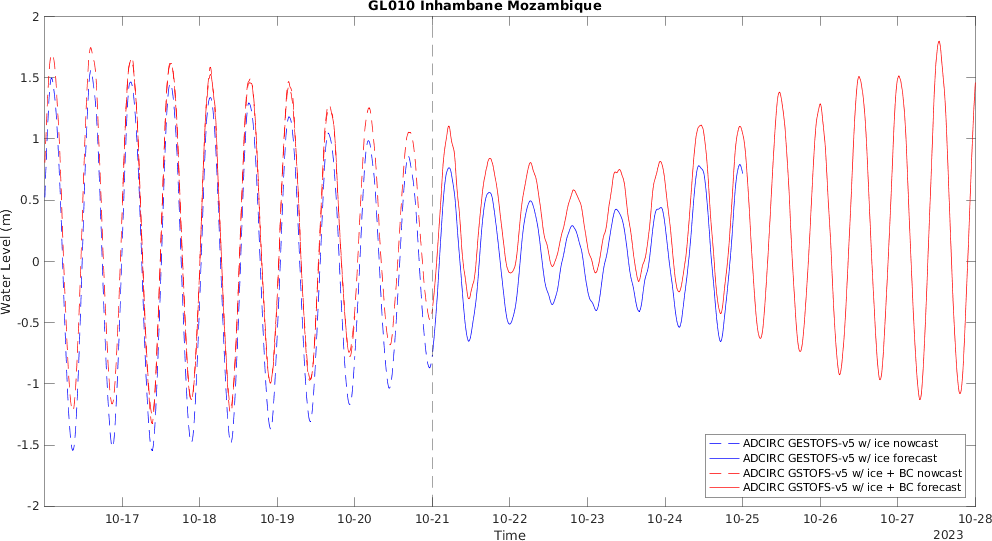 GL010 Inhambane Mozambique
2
1.5
1
0.5
0
-0.5
-1
-1.5
-2
Water Level (m)
10-17 10-18 10-19 10-20 10-21 10-22 10-23 10-24 10-25 10-26 10-27 10-28
Time
2023
ADCIRC GESTOFS-v5 w/ ice nowcast
ADCIRC GESTOFS-v5 w/ ice forecast
ADCIRC GSTOFS-v5 w/ ice + BC nowcast
ADCIRC GSTOFS-v5 w/ ice + BC forecast